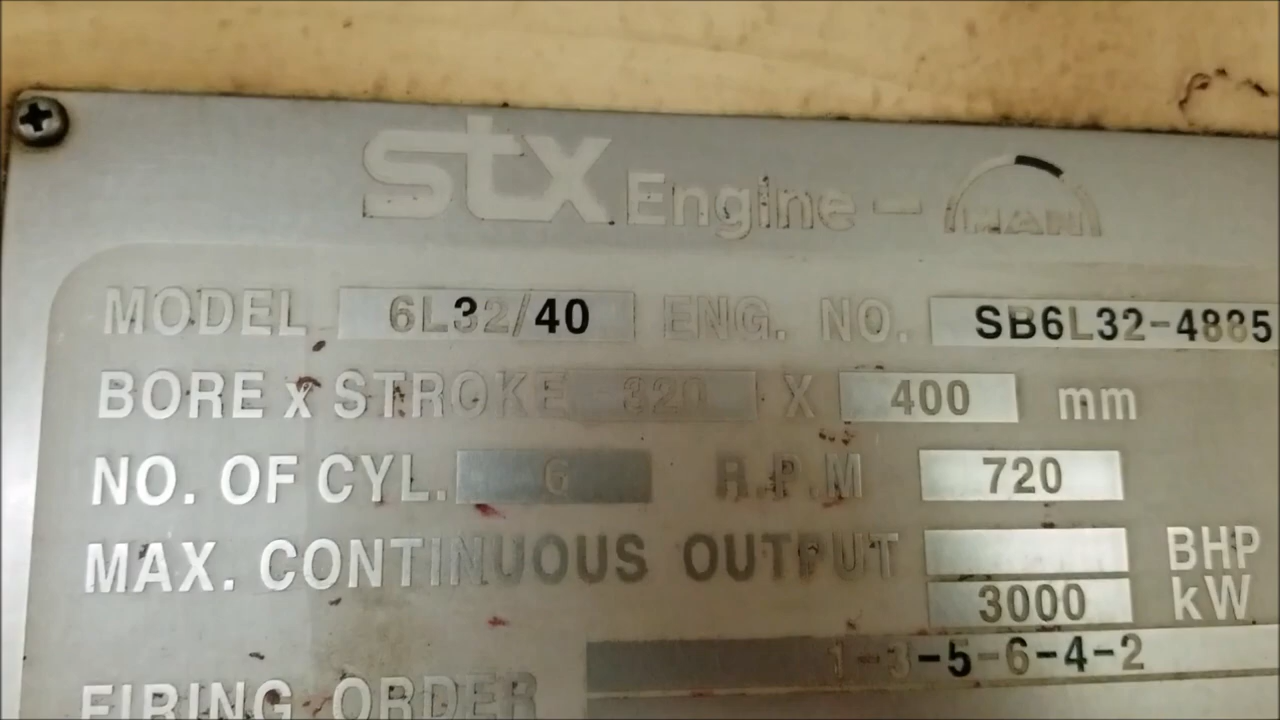 stx Engine - MAN
MODEL 6L32/40 ENG. NO. SB6L32-4885
BORE x STROKE 320 X 400 mm
NO. OF CYL. 6 R.P.M 720
MAX. CONTINUOUS OUTPUT BHP
3000 kW
FIRING ORDER 1-3-5-6-4-2